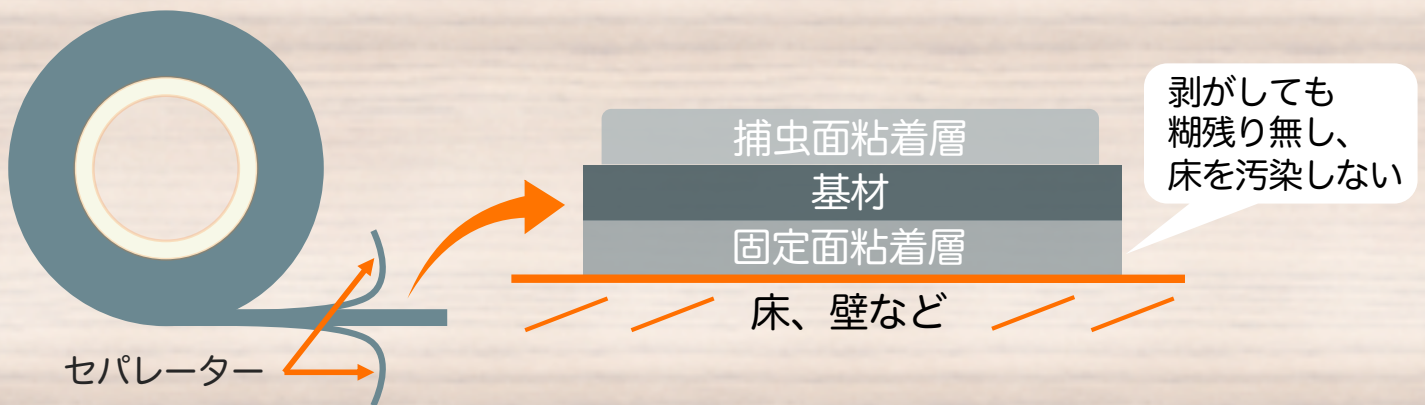 剥がしても
糊残り無し、
床を汚染しない
捕虫面粘着層
基材
固定面粘着層
床、壁など
セパレーター